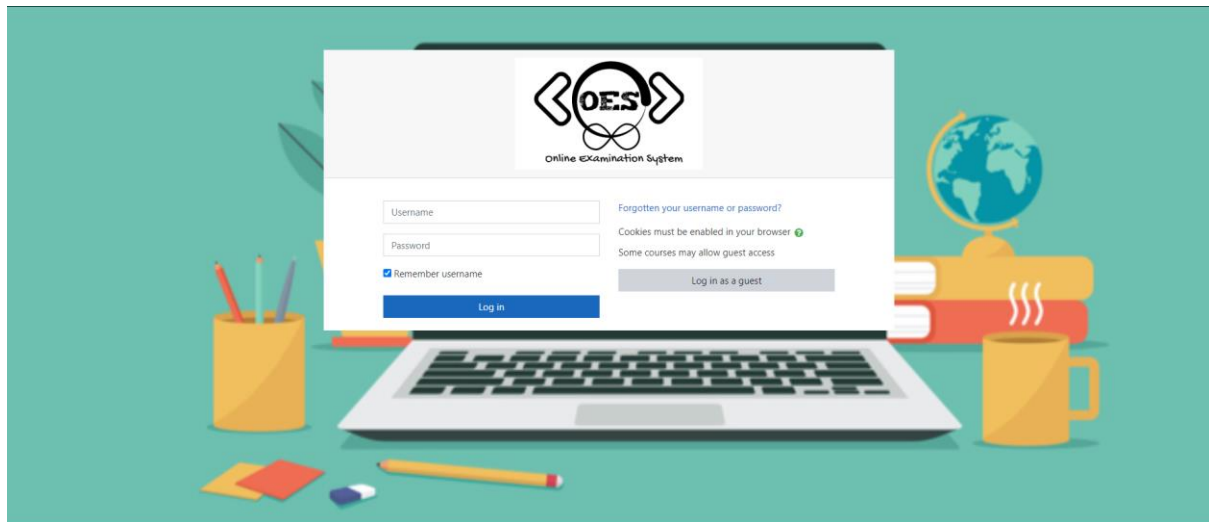 OES
Online Examination System
Username
Password
Remember username
Log in
Forgotten your username or password?
Cookies must be enabled in your browser
Some courses may allow guest access
Log in as a guest